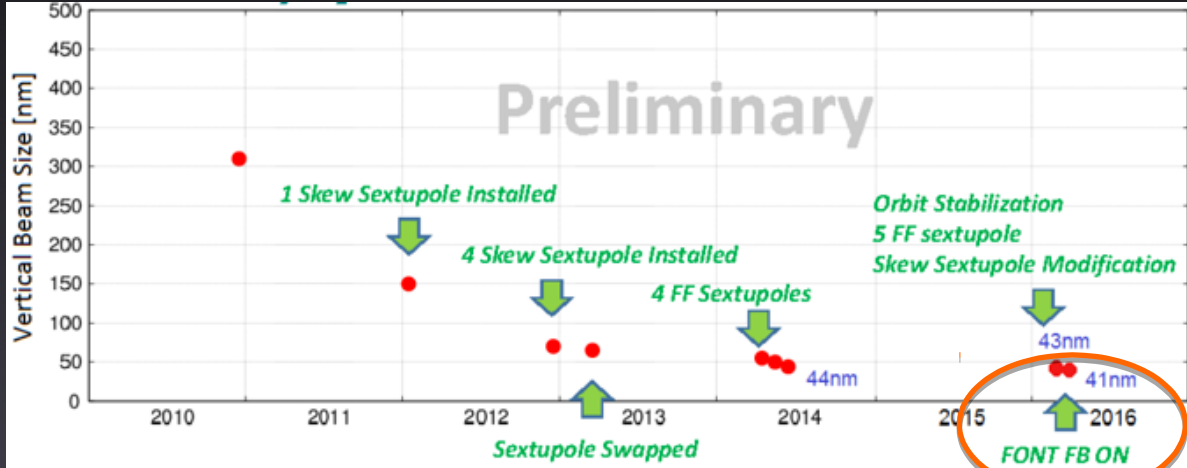 500
450
400
350
300
250
200
150
100
50
0
Vertical Beam Size [nm]
Preliminary
1 Skew Sextupole Installed
4 Skew Sextupole Installed
4 FF Sextupoles
Orbit Stabilization
5 FF sextupole
Skew Sextupole Modification
43nm
44nm
41nm
2010 2011 2012 2013 2014 2015 2016
Sextupole Swapped
FONT FB ON